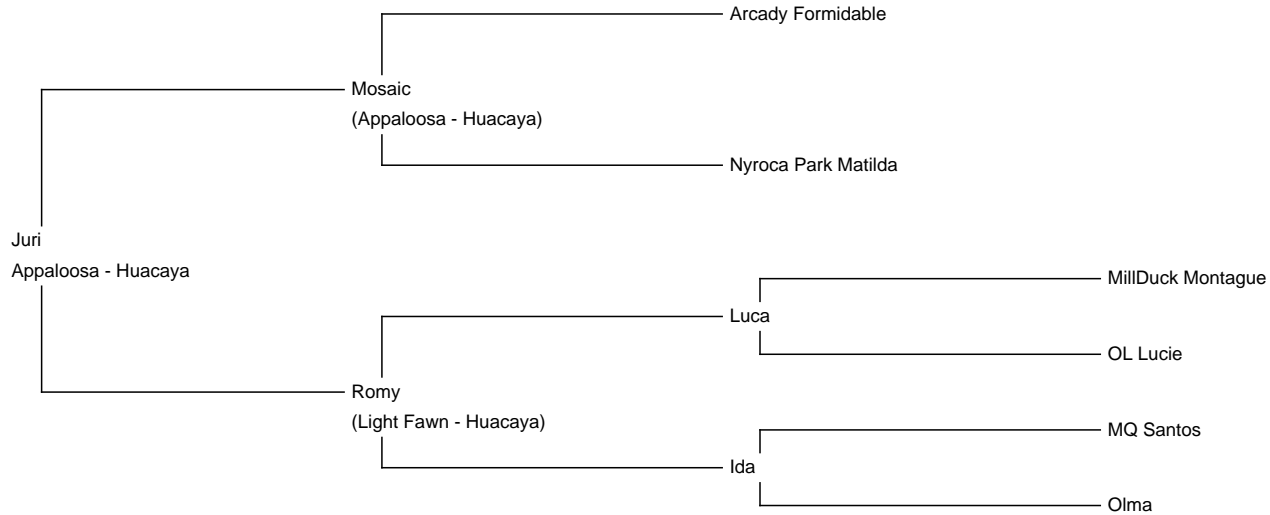 Arcady Formidable
Mosaic
(Appaloosa - Huacaya)
Nyroca Park Matilda
Juri
Appaloosa - Huacaya
MillDuck Montague
Luca
OL Lucie
Romy
(Light Fawn - Huacaya)
MQ Santos
Ida
Olma